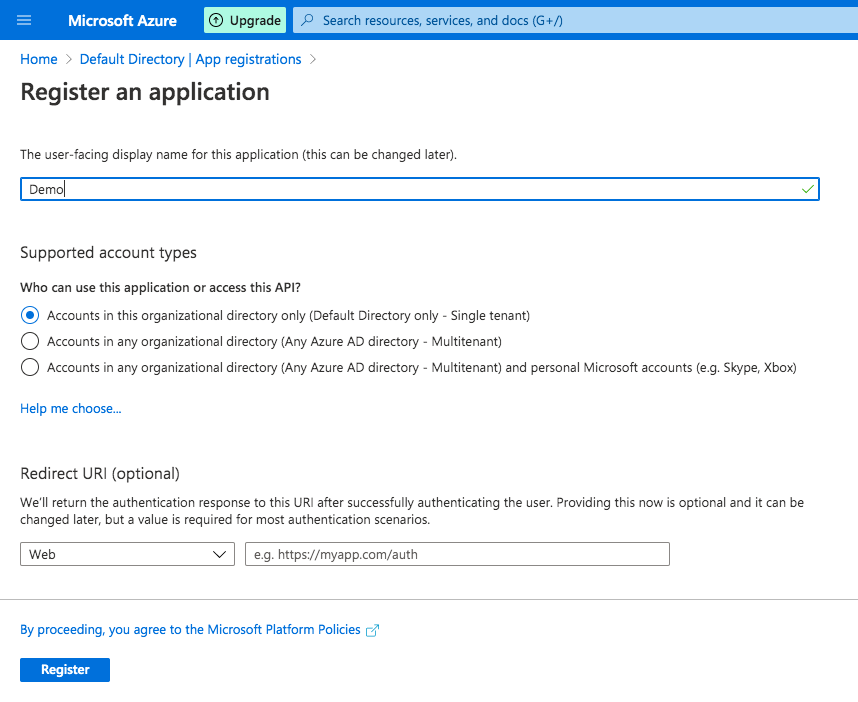 Microsoft Azure
Upgrade
Search resources, services, and docs (G+/)
Home > Default Directory | App registrations >
Register an application
The user-facing display name for this application (this can be changed later).
Demo
Supported account types
Who can use this application or access this API?
Accounts in this organizational directory only (Default Directory only - Single tenant)
Accounts in any organizational directory (Any Azure AD directory - Multitenant)
Accounts in any organizational directory (Any Azure AD directory - Multitenant) and personal Microsoft accounts (e.g. Skype, Xbox)
Help me choose...
Redirect URI (optional)
We'll return the authentication response to this URI after successfully authenticating the user. Providing this now is optional and it can be
changed later, but a value is required for most authentication scenarios.
Web
e.g. https://myapp.com/auth
By proceeding, you agree to the Microsoft Platform Policies
Register